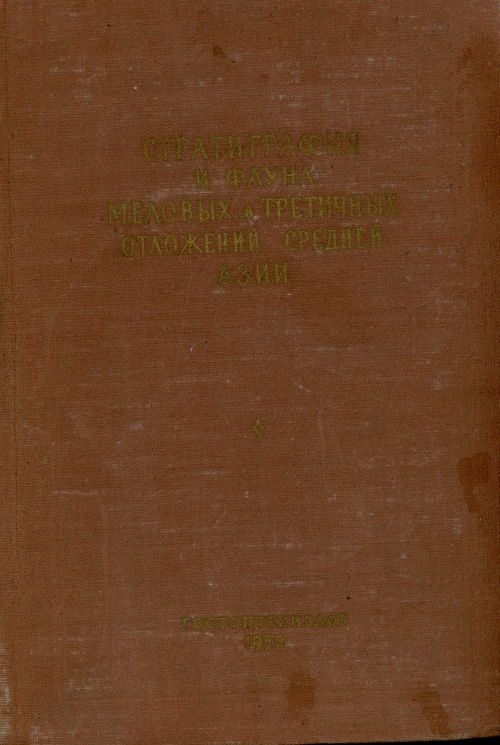 СТРАТИГРАФИЯ
И ФАУНА
МЕЛОВЫХ и ТРЕТИЧНЫХ
ОТЛОЖЕНИЙ СРЕДНЕЙ
АЗИИ
ГОСТОПТЕХИЗДАТ